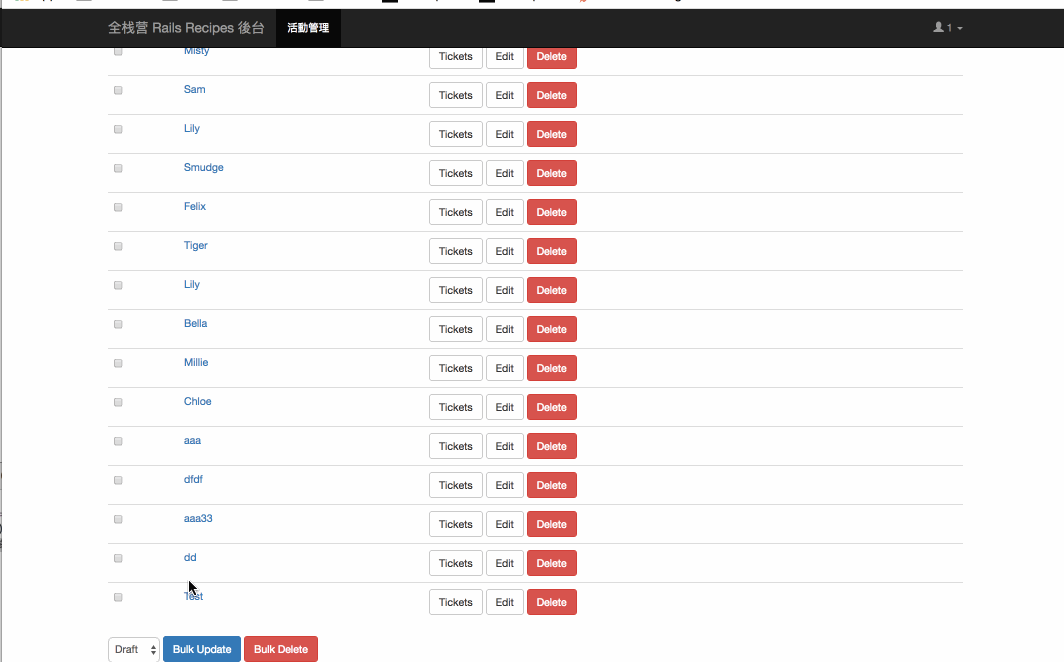 全栈营 Rails Recipes 後台 活動管理 1
Misty Tickets Edit Delete
Sam Tickets Edit Delete
Lily Tickets Edit Delete
Smudge Tickets Edit Delete
Felix Tickets Edit Delete
Tiger Tickets Edit Delete
Lily Tickets Edit Delete
Bella Tickets Edit Delete
Millie Tickets Edit Delete
Chloe Tickets Edit Delete
aaa Tickets Edit Delete
dfdf Tickets Edit Delete
aaa33 Tickets Edit Delete
dd Tickets Edit Delete
Test Tickets Edit Delete
Draft Bulk Update Bulk Delete